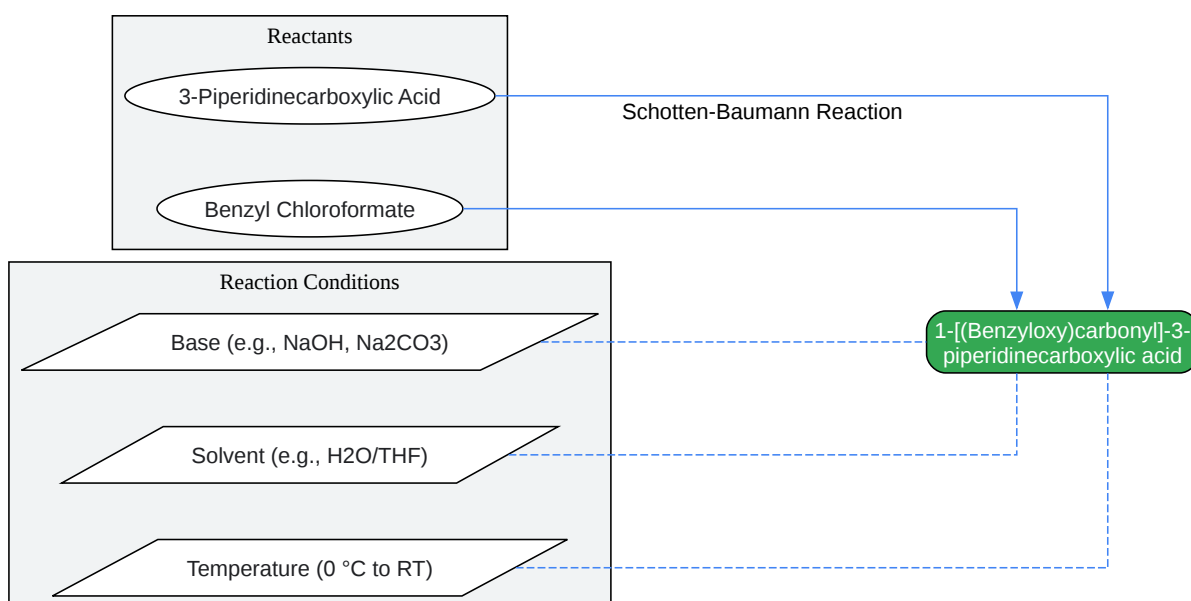 Reactants
3-Piperidinecarboxylic Acid
Schotten-Baumann Reaction
Benzyl Chloroformate
Reaction Conditions
Base (e.g., NaOH, Na2CO3)
1-[(Benzyloxy)carbonyl]-3-
piperidinecarboxylic acid
Solvent (e.g., H2O/THF)
Temperature (0 °C to RT)